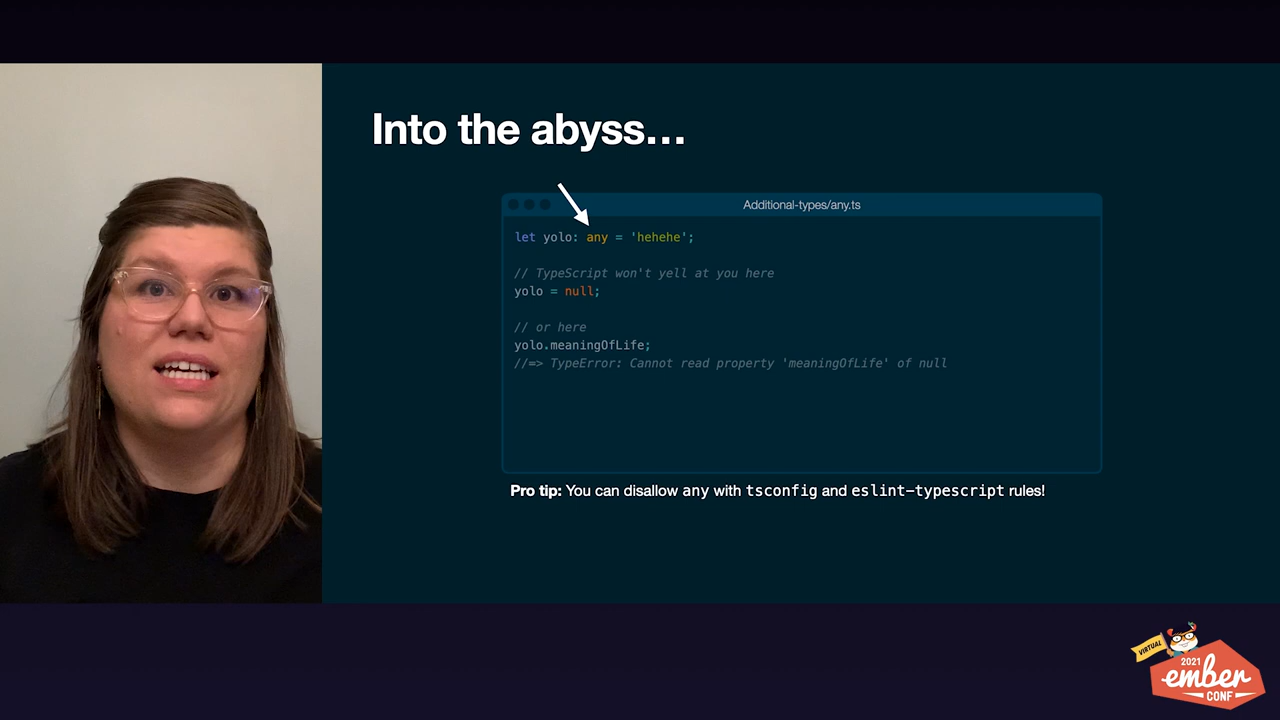 Into the abyss…
Additional-types/any.ts
let yolo: any = 'hehehe';
// TypeScript won't yell at you here
yolo = null;
// or here
yolo.meaningOfLife;
//=> TypeError: Cannot read property 'meaningOfLife' of null
Pro tip: You can disallow any with tsconfig and eslint-typescript rules!
VIRTUAL
2021
ember
CONF